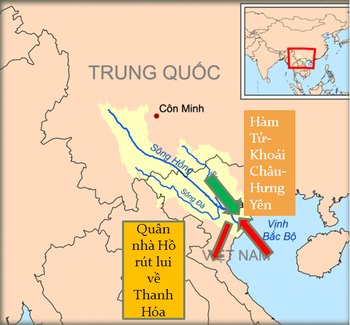 TRUNG QUỐC
Côn Minh
Hàm
Tử-
Khoái
Châu-
Hưng
Yên
Sông Hồng
Sông Đà
Vịnh
Bắc Bộ
VIỆT NAM
Quân
nhà Hồ
rút lui
về
Thanh
Hóa